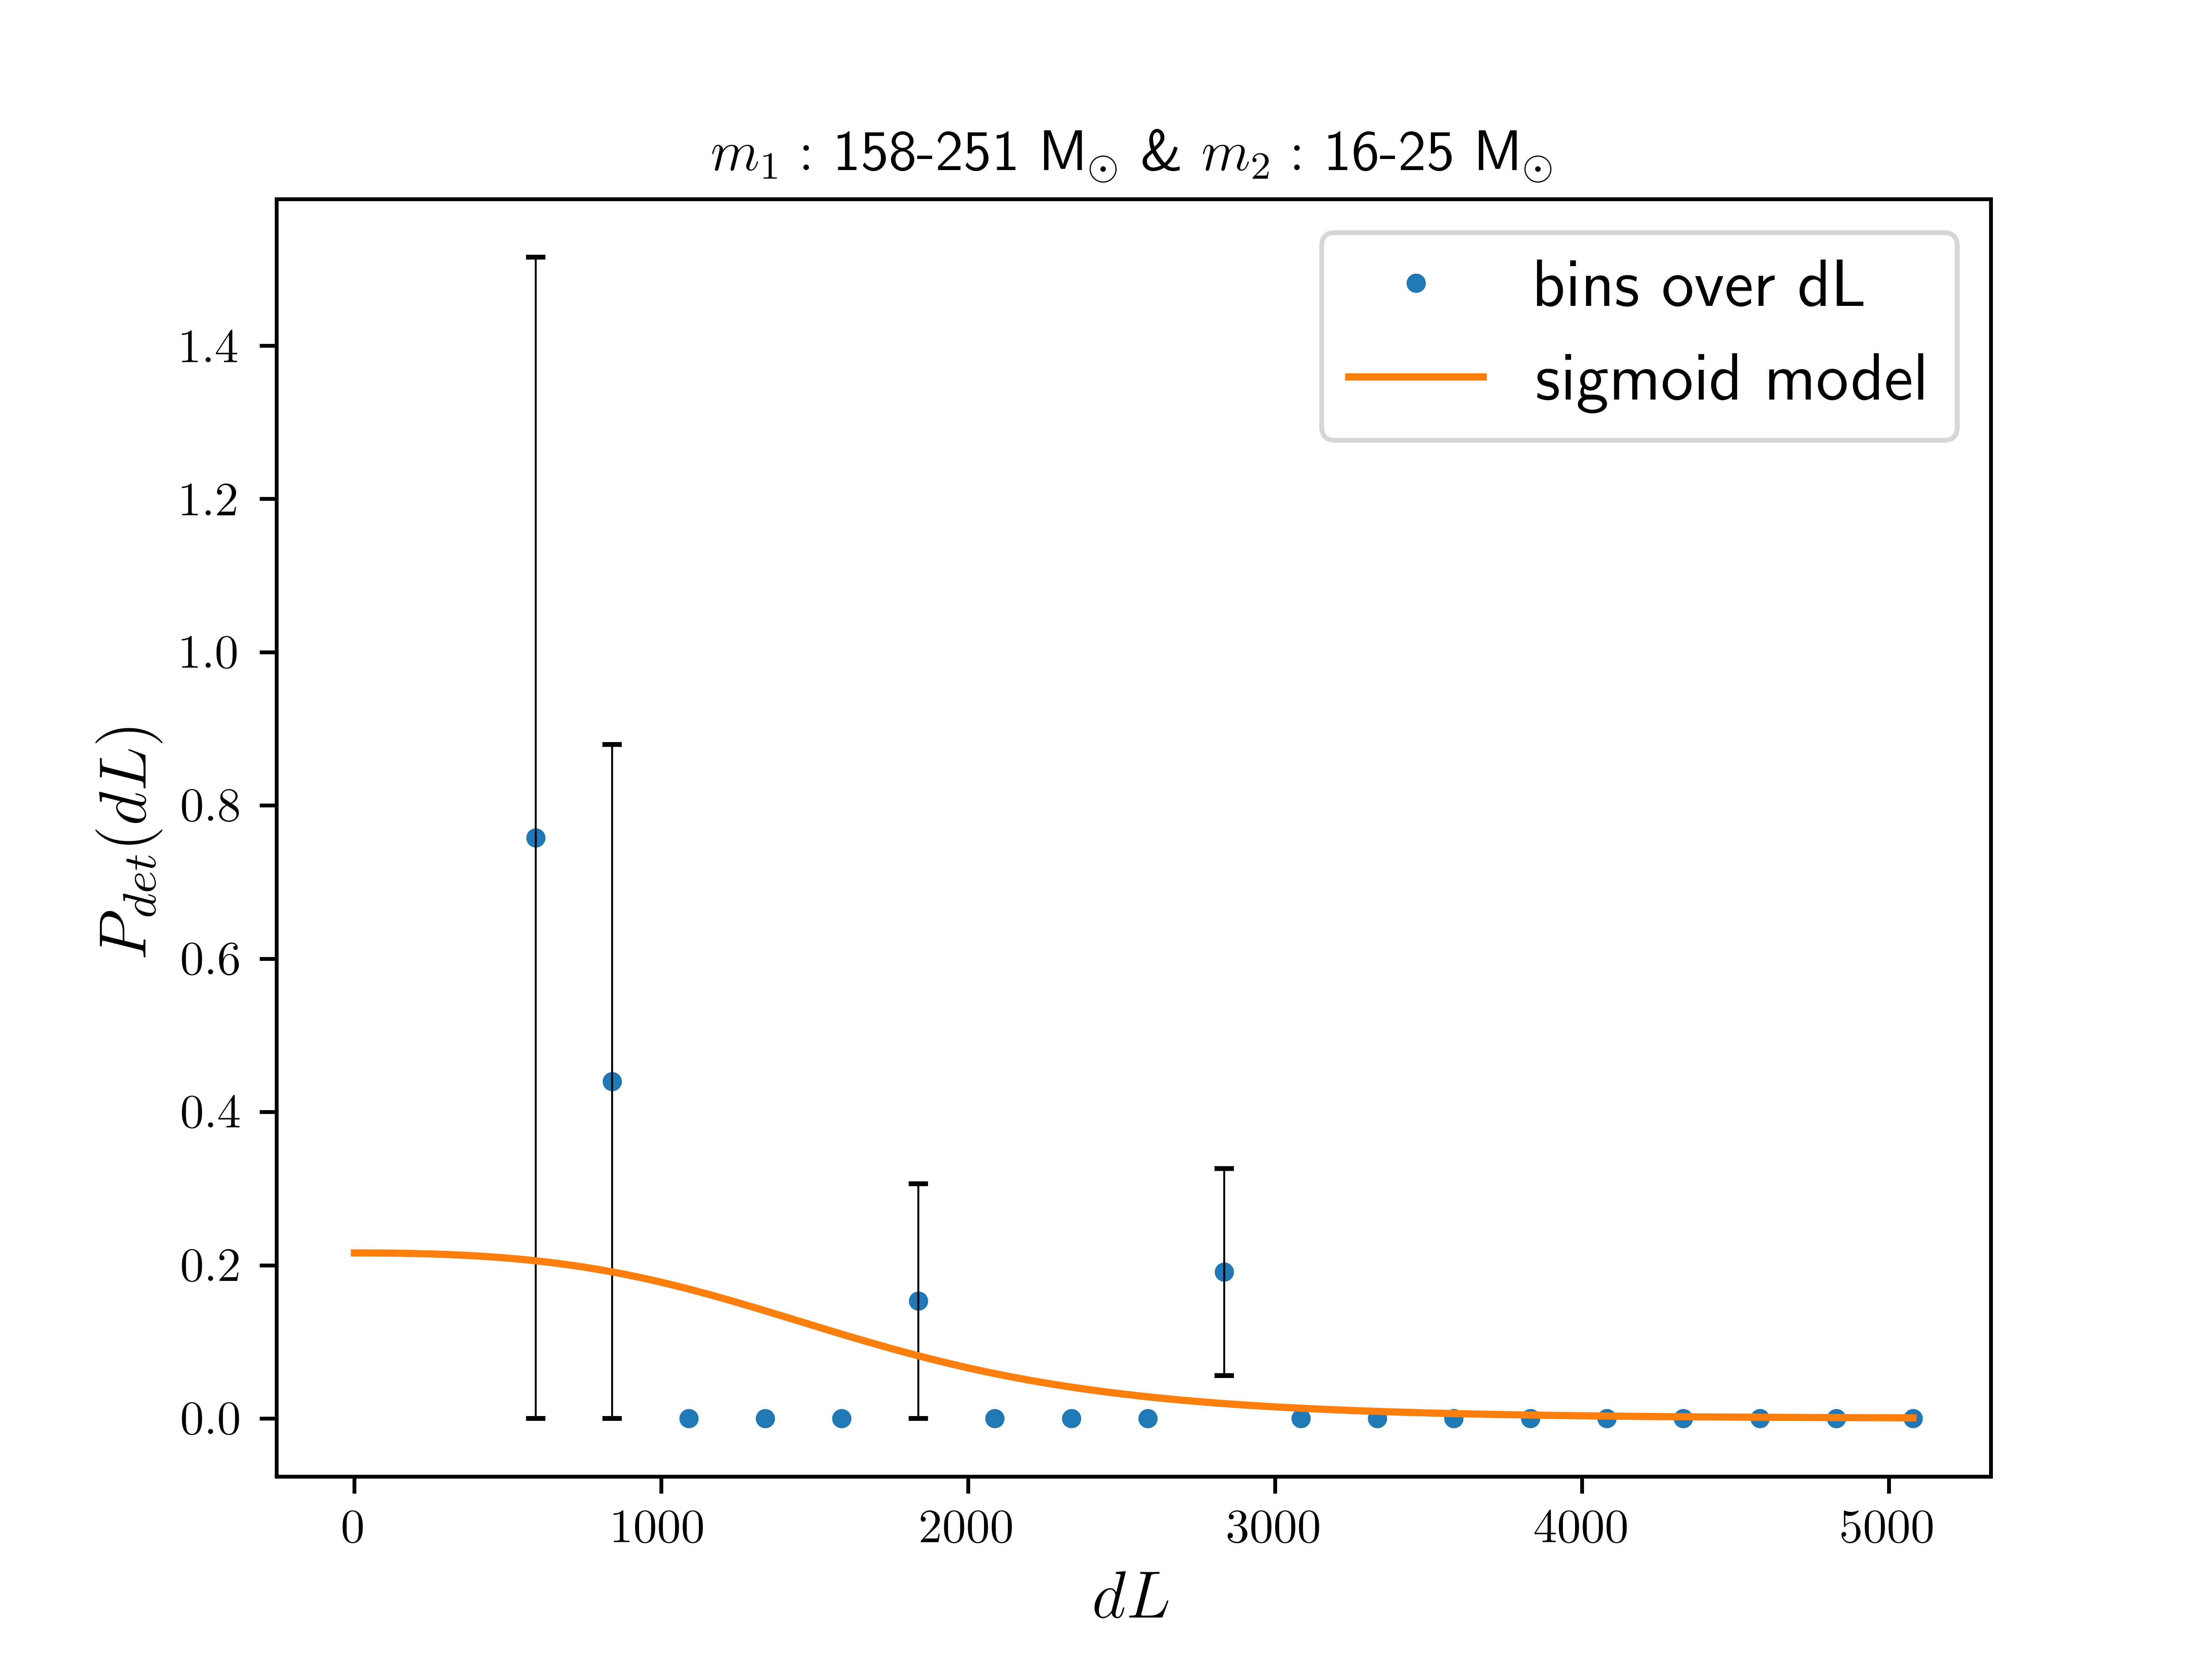 m₁ : 158-251 M⊙ & m₂ : 16-25 M⊙
bins over dL
sigmoid model
1.4
1.2
1.0
0.8
0.6
0.4
0.2
0.0
P_det(dL)
0 1000 2000 3000 4000 5000
dL